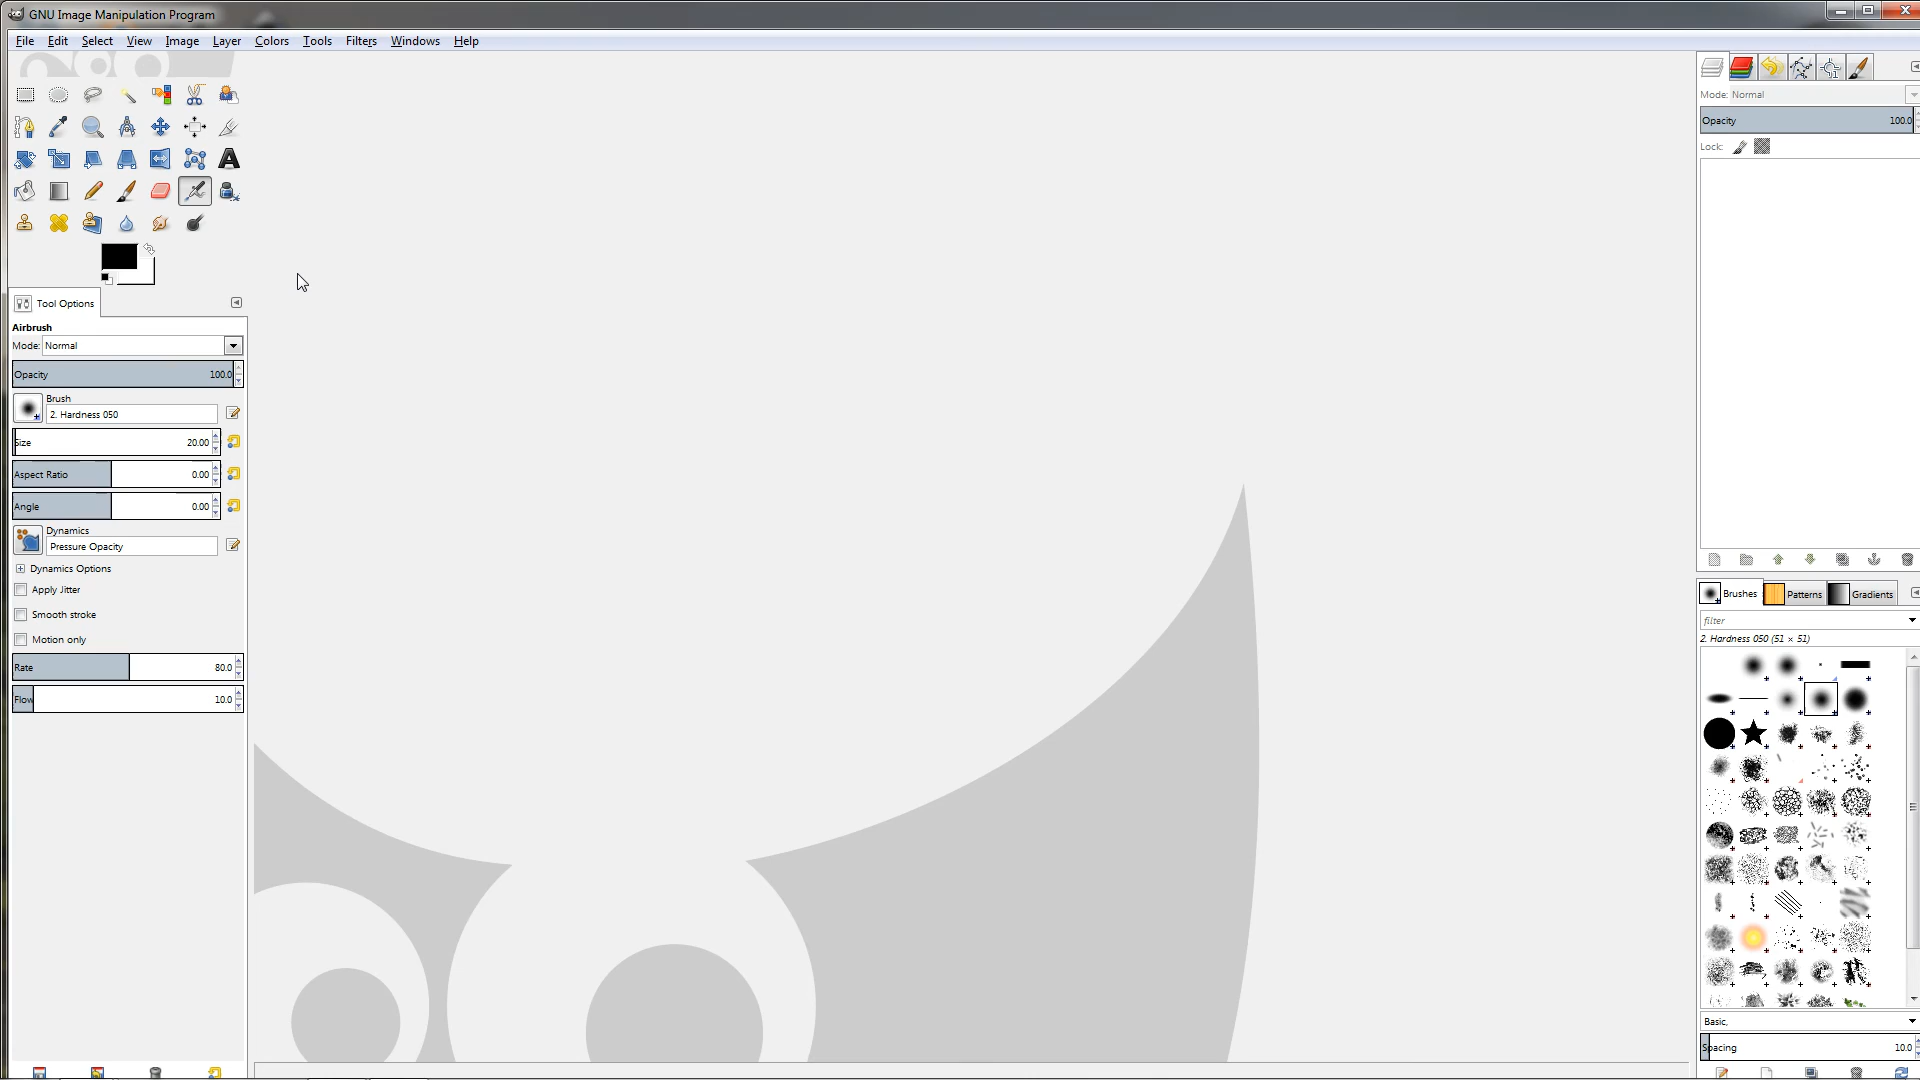 GNU Image Manipulation Program
File Edit Select View Image Layer Colors Tools Filters Windows Help
Mode: Normal
Opacity 100.0
Lock:
Tool Options
Airbrush
Mode: Normal
Opacity 100.0
Brush
2. Hardness 050
Size 20.00
Aspect Ratio 0.00
Angle 0.00
Dynamics
Pressure Opacity
Dynamics Options
Apply Jitter
Smooth stroke
Motion only
Rate 80.0
Flow 10.0
Brushes Patterns Gradients
filter
2. Hardness 050 (51 × 51)
Basic,
Spacing 10.0